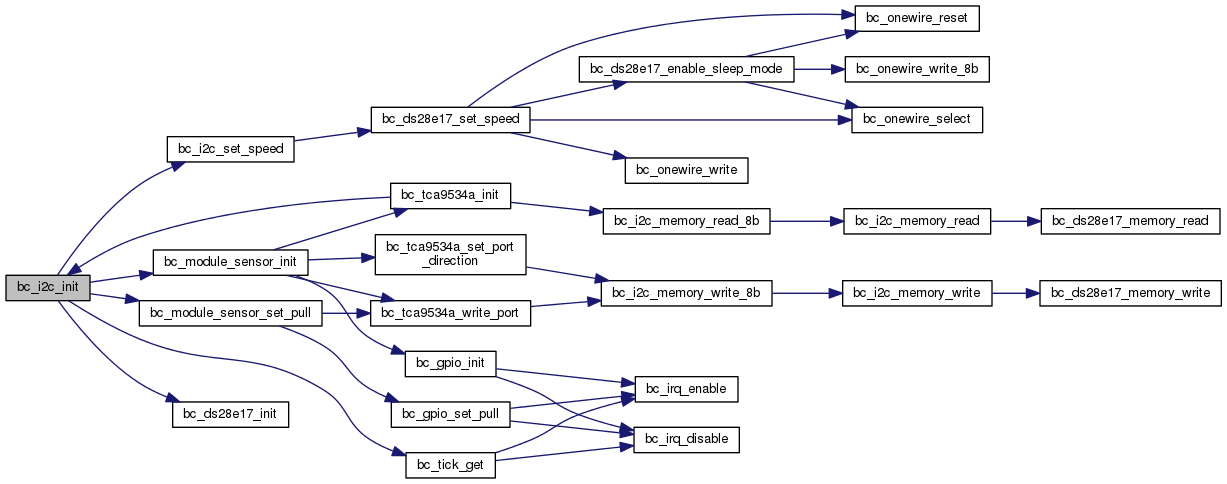 bc_i2c_init
bc_i2c_set_speed
bc_module_sensor_init
bc_module_sensor_set_pull
bc_ds28e17_init
bc_ds28e17_set_speed
bc_tca9534a_init
bc_tca9534a_set_port
_direction
bc_tca9534a_write_port
bc_gpio_init
bc_gpio_set_pull
bc_tick_get
bc_ds28e17_enable_sleep_mode
bc_onewire_write
bc_i2c_memory_read_8b
bc_i2c_memory_write_8b
bc_irq_enable
bc_irq_disable
bc_onewire_reset
bc_onewire_write_8b
bc_onewire_select
bc_i2c_memory_read
bc_i2c_memory_write
bc_ds28e17_memory_read
bc_ds28e17_memory_write